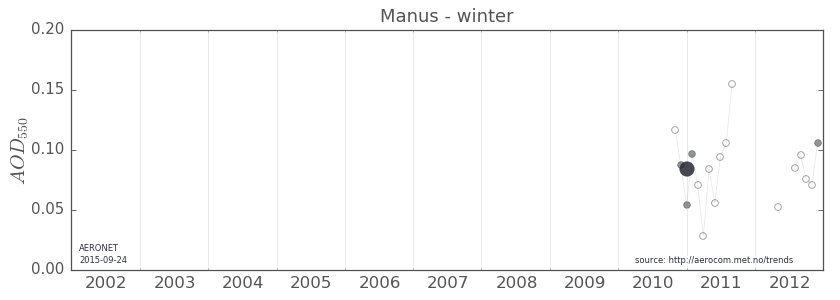 Manus - winter
0.20
0.15
0.10
0.05
0.00
AOD550
AERONET
2015-09-24
source: http://aerocom.met.no/trends
2002 2003 2004 2005 2006 2007 2008 2009 2010 2011 2012